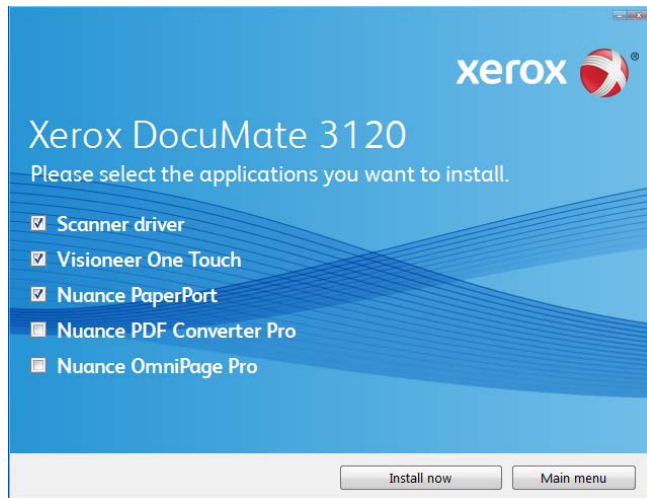 xerox ®
Xerox DocuMate 3120
Please select the applications you want to install.
Scanner driver
Visioneer One Touch
Nuance PaperPort
Nuance PDF Converter Pro
Nuance OmniPage Pro
Install now Main menu